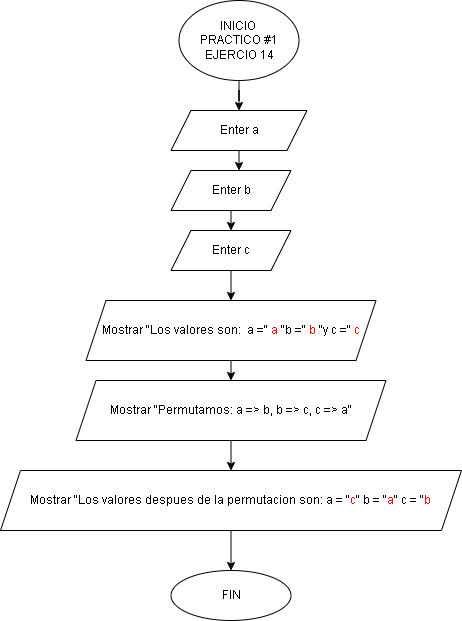 INICIO
PRACTICO #1
EJERCIO 14
Enter a
Enter b
Enter c
Mostrar "Los valores son:  a =" a "b =" b "y c =" c
Mostrar "Permutamos: a => b, b => c, c => a"
Mostrar "Los valores despues de la permutacion son: a = "c" b = "a" c = "b
FIN